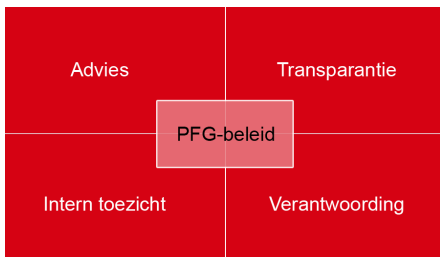 Advies
Transparantie
PFG-beleid
Intern toezicht
Verantwoording